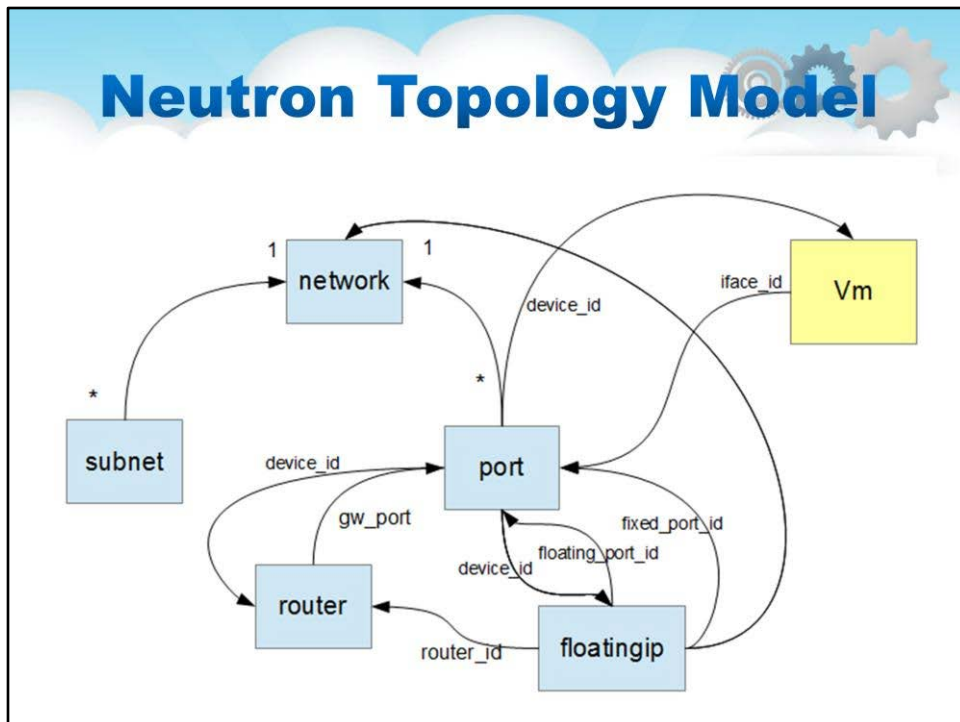 Neutron Topology Model
1
network
1
device_id
iface_id
Vm
*
subnet
*
port
device_id
gw_port
fixed_port_id
floating_port_id
device_id
router
router_id
floatingip